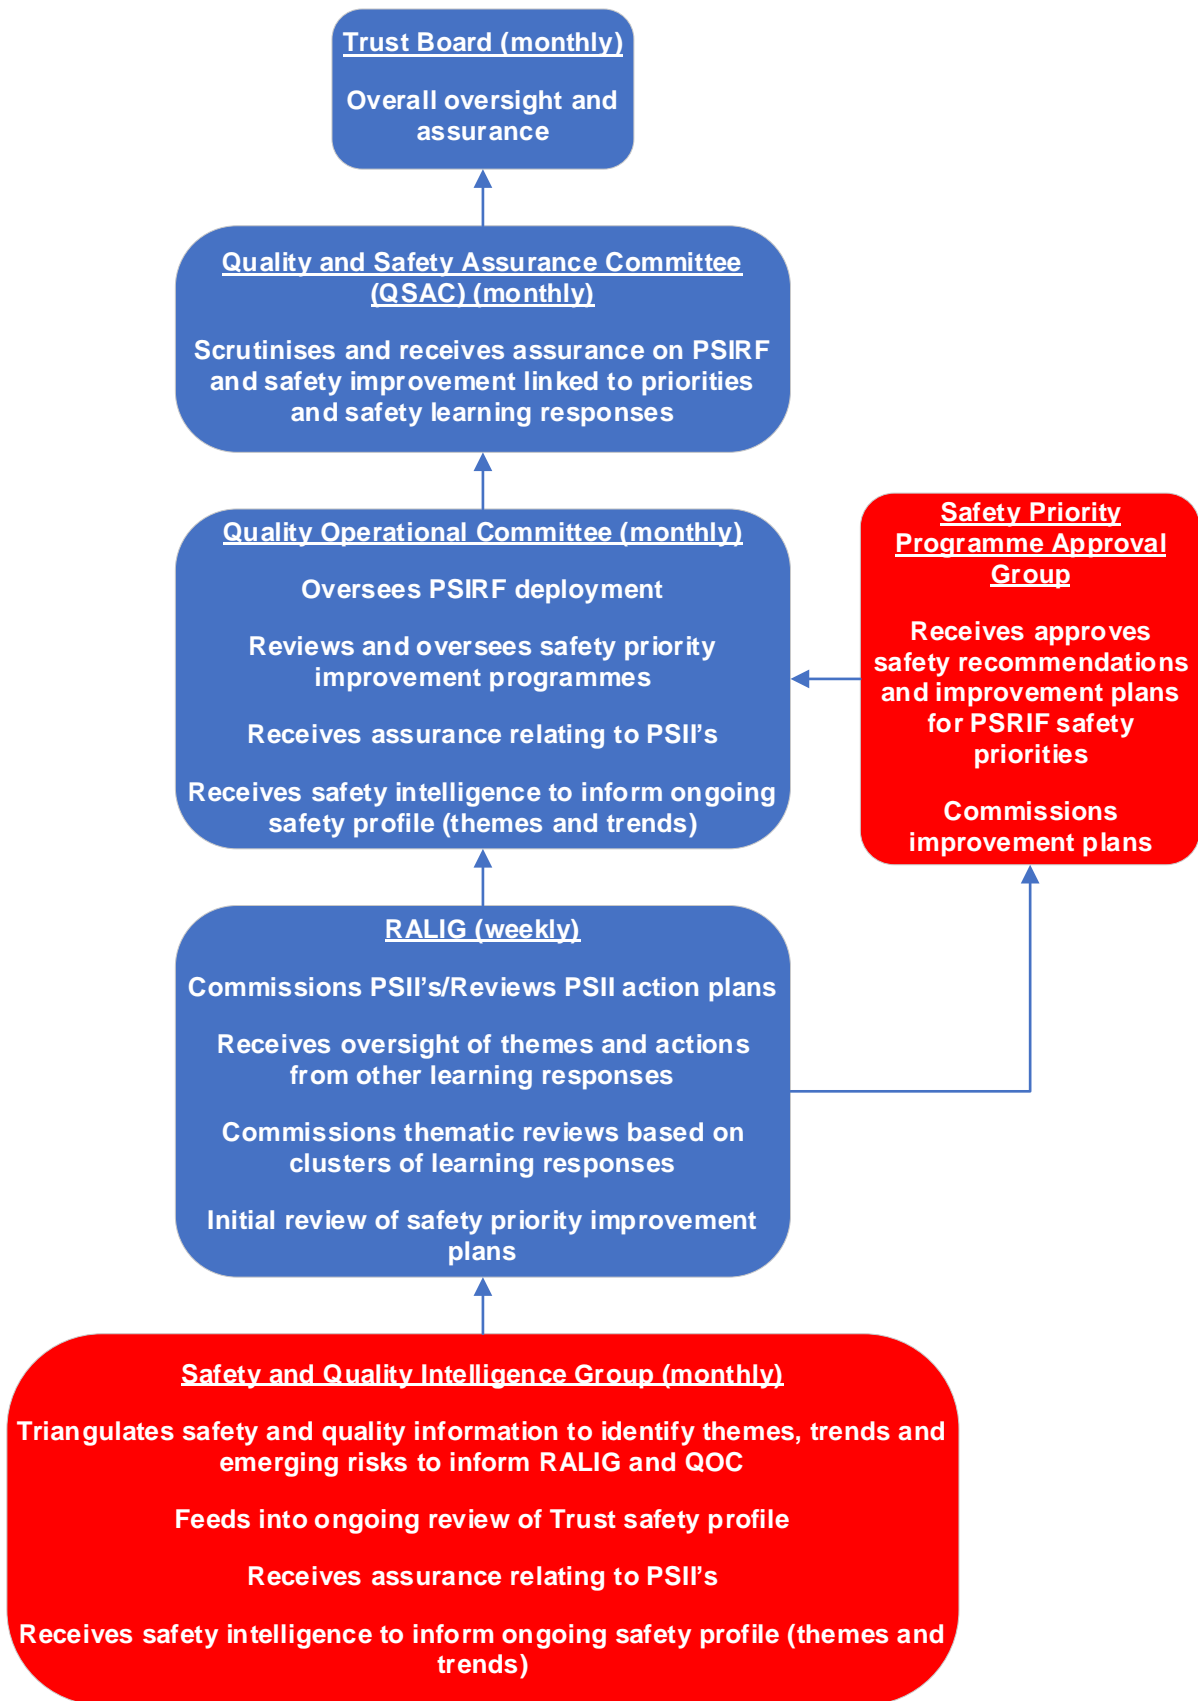 Trust Board (monthly)
Overall oversight and
assurance
Quality and Safety Assurance Committee
(QSAC) (monthly)
Scrutinises and receives assurance on PSIRF
and safety improvement linked to priorities
and safety learning responses
Quality Operational Committee (monthly)
Oversees PSIRF deployment
Reviews and oversees safety priority
improvement programmes
Receives assurance relating to PSII's
Receives safety intelligence to inform ongoing
safety profile (themes and trends)
Safety Priority
Programme Approval
Group
Receives approves
safety recommendations
and improvement plans
for PSRIF safety
priorities
Commissions
improvement plans
RALIG (weekly)
Commissions PSII's/Reviews PSII action plans
Receives oversight of themes and actions
from other learning responses
Commissions thematic reviews based on
clusters of learning responses
Initial review of safety priority improvement
plans
Safety and Quality Intelligence Group (monthly)
Triangulates safety and quality information to identify themes, trends and
emerging risks to inform RALIG and QOC
Feeds into ongoing review of Trust safety profile
Receives assurance relating to PSII's
Receives safety intelligence to inform ongoing safety profile (themes and
trends)